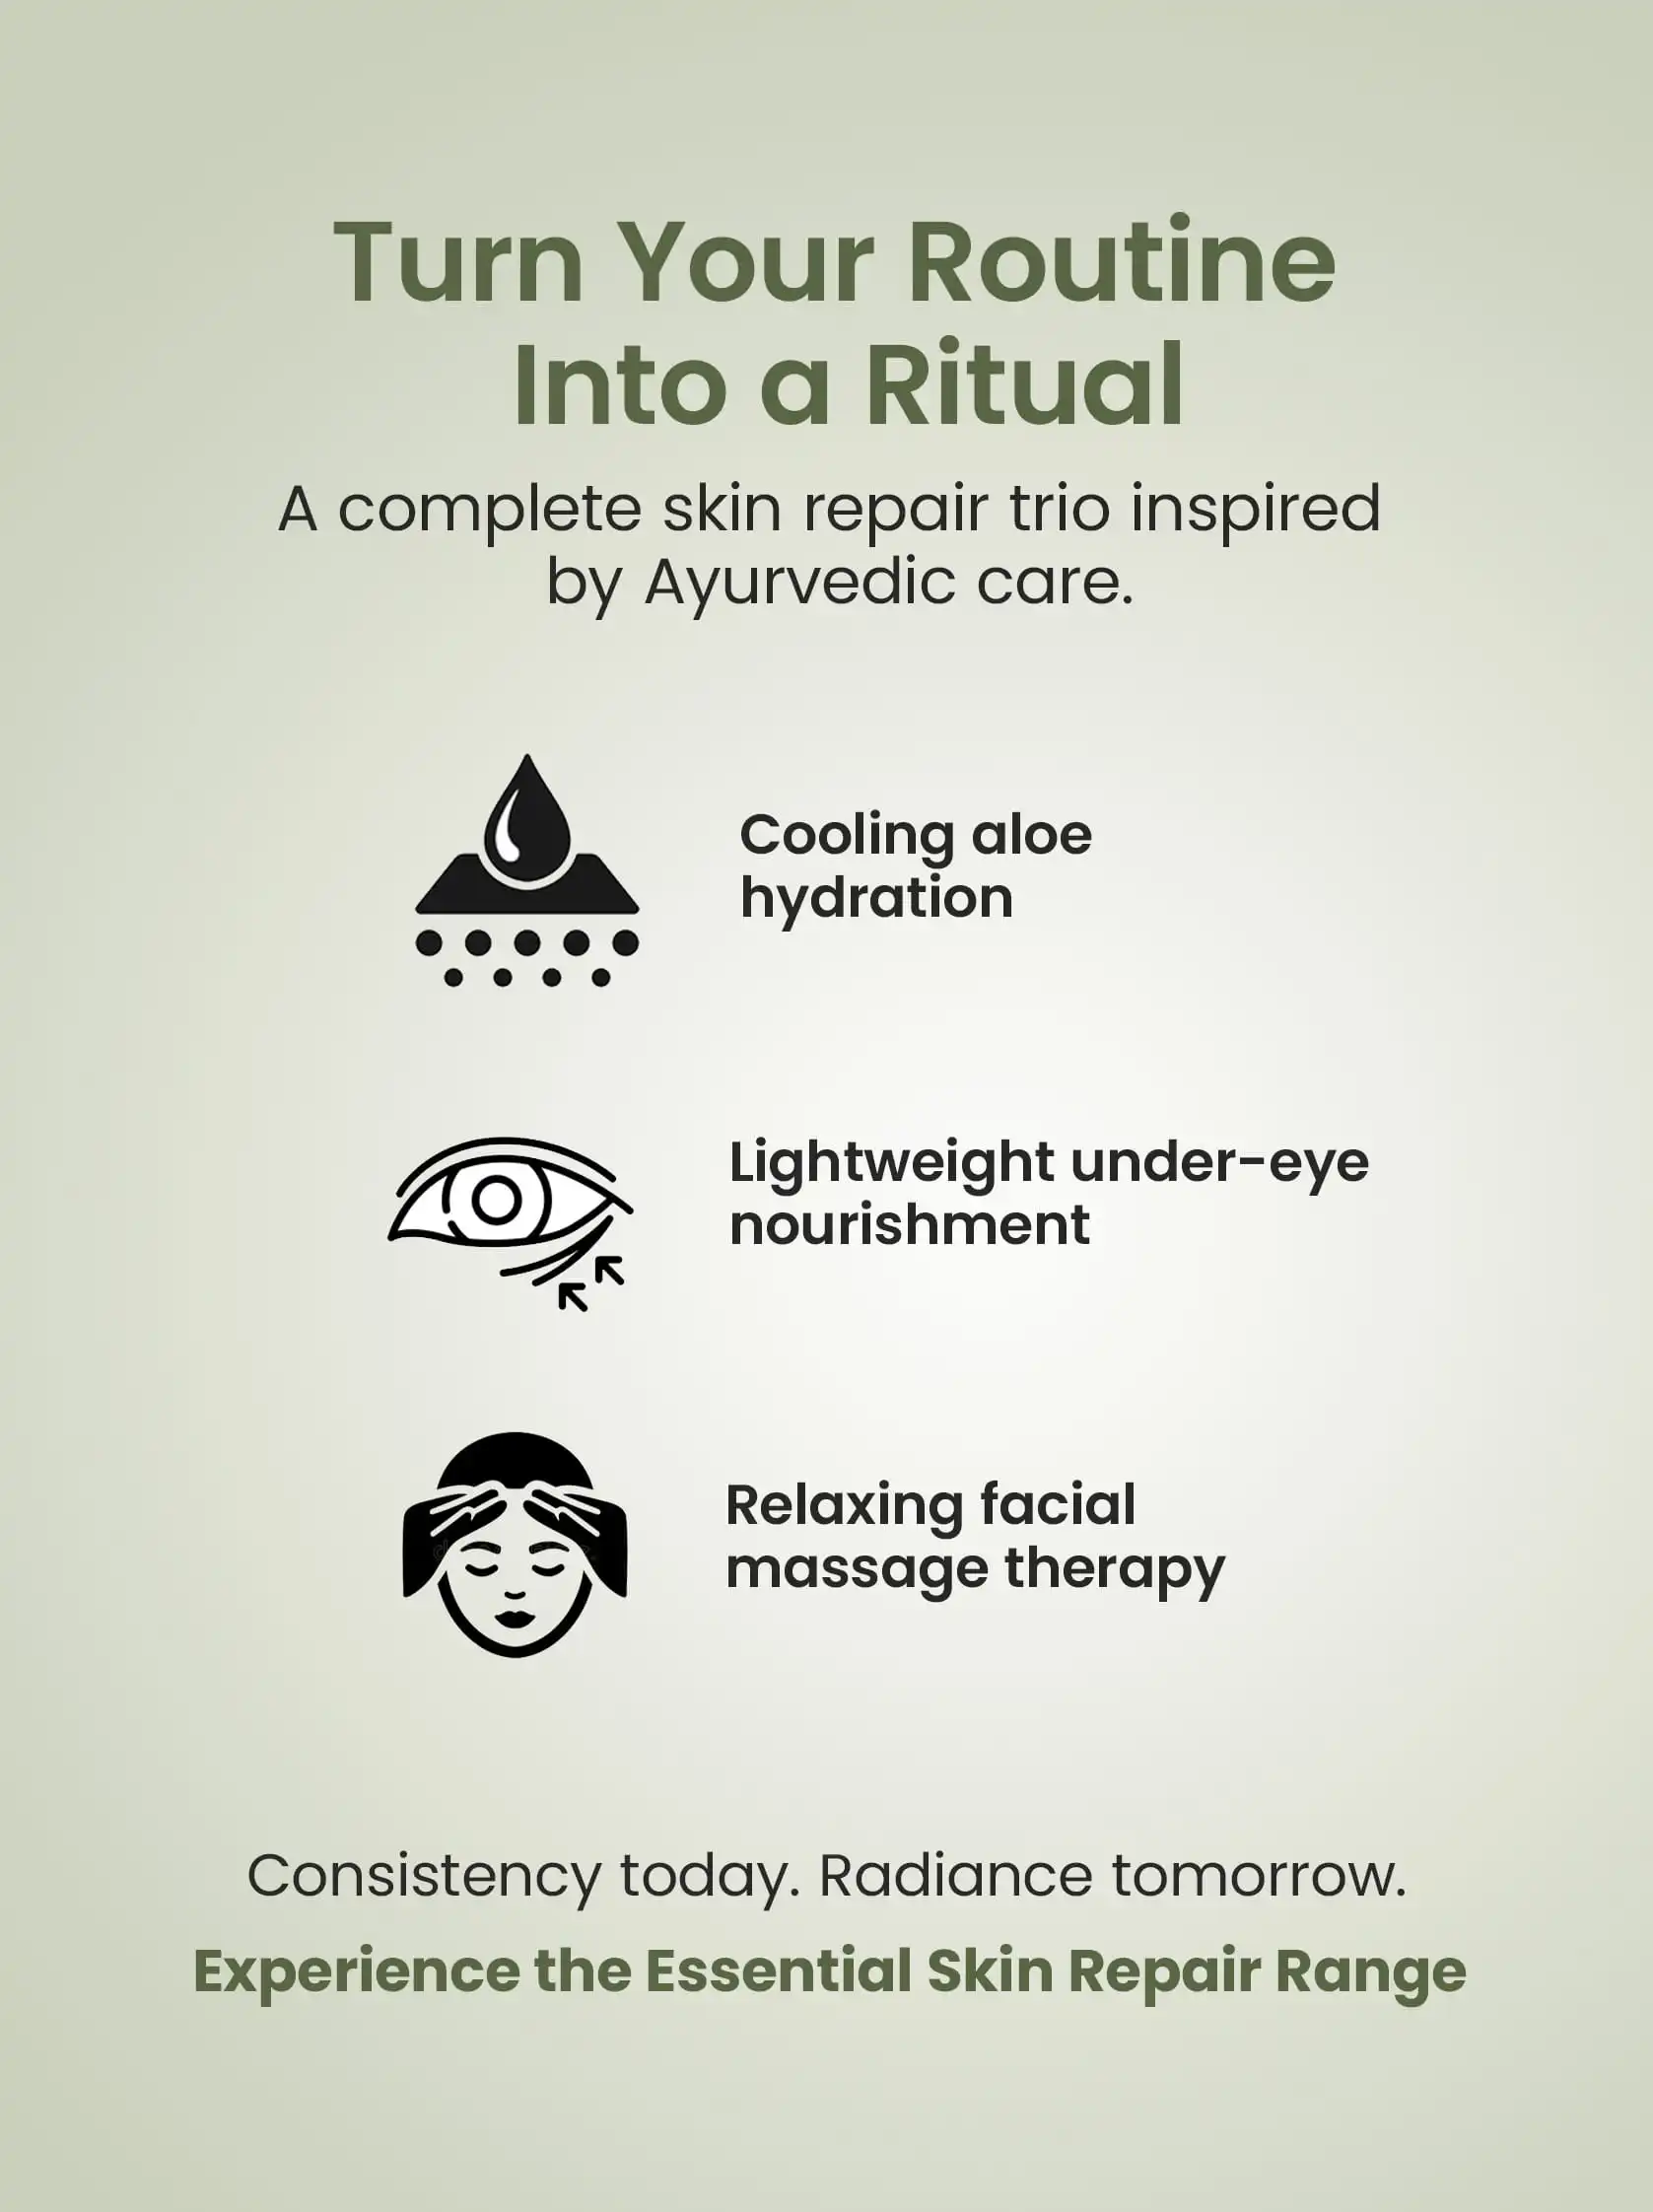 Turn Your Routine
Into a Ritual
A complete skin repair trio inspired
by Ayurvedic care.
Cooling aloe
hydration
Lightweight under-eye
nourishment
Relaxing facial
massage therapy
Consistency today. Radiance tomorrow.
Experience the Essential Skin Repair Range